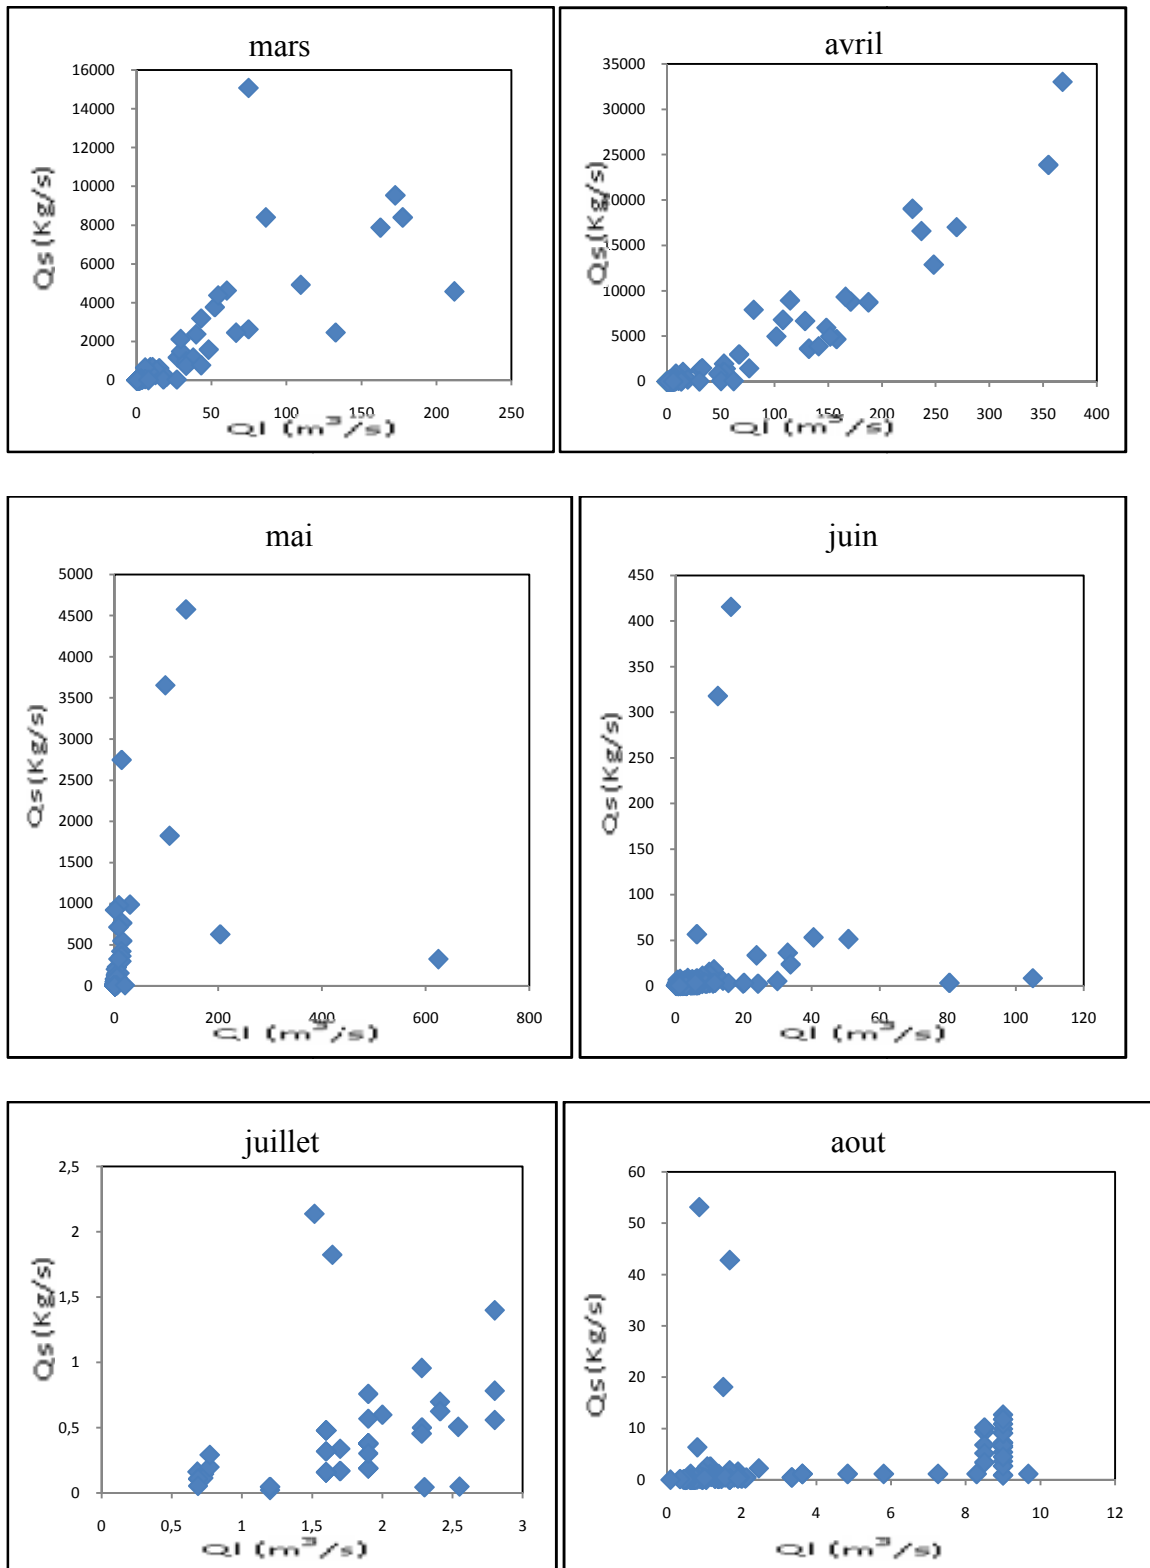 mars
16000
14000
12000
10000
8000
6000
4000
2000
0
0 50 100 150 200 250
Qs (Kg/s)
Ql (m³/s)
avril
35000
30000
25000
20000
15000
10000
5000
0
0 50 100 150 200 250 300 350 400
Qs (Kg/s)
Ql (m³/s)
mai
5000
4500
4000
3500
3000
2500
2000
1500
1000
500
0
0 200 400 600 800
Qs (Kg/s)
Ql (m³/s)
juin
450
400
350
300
250
200
150
100
50
0
0 20 40 60 80 100 120
Qs (Kg/s)
Ql (m³/s)
juillet
2,5
2
1,5
1
0,5
0
0 0,5 1 1,5 2 2,5 3
Qs (Kg/s)
Ql (m³/s)
aout
60
50
40
30
20
10
0
0 2 4 6 8 10 12
Qs (Kg/s)
Ql (m³/s)